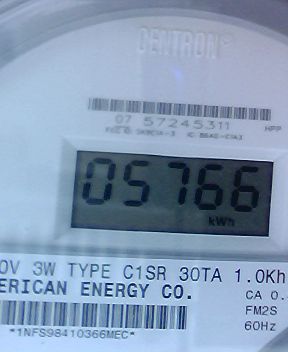 CENTRON®
07 57245311
HPP
05766
kWh
0V 3W TYPE C1SR 30TA 1.0Kh
ERICAN ENERGY CO.
CA 0.
FM2S
60Hz
*1NFS98410366MEC*